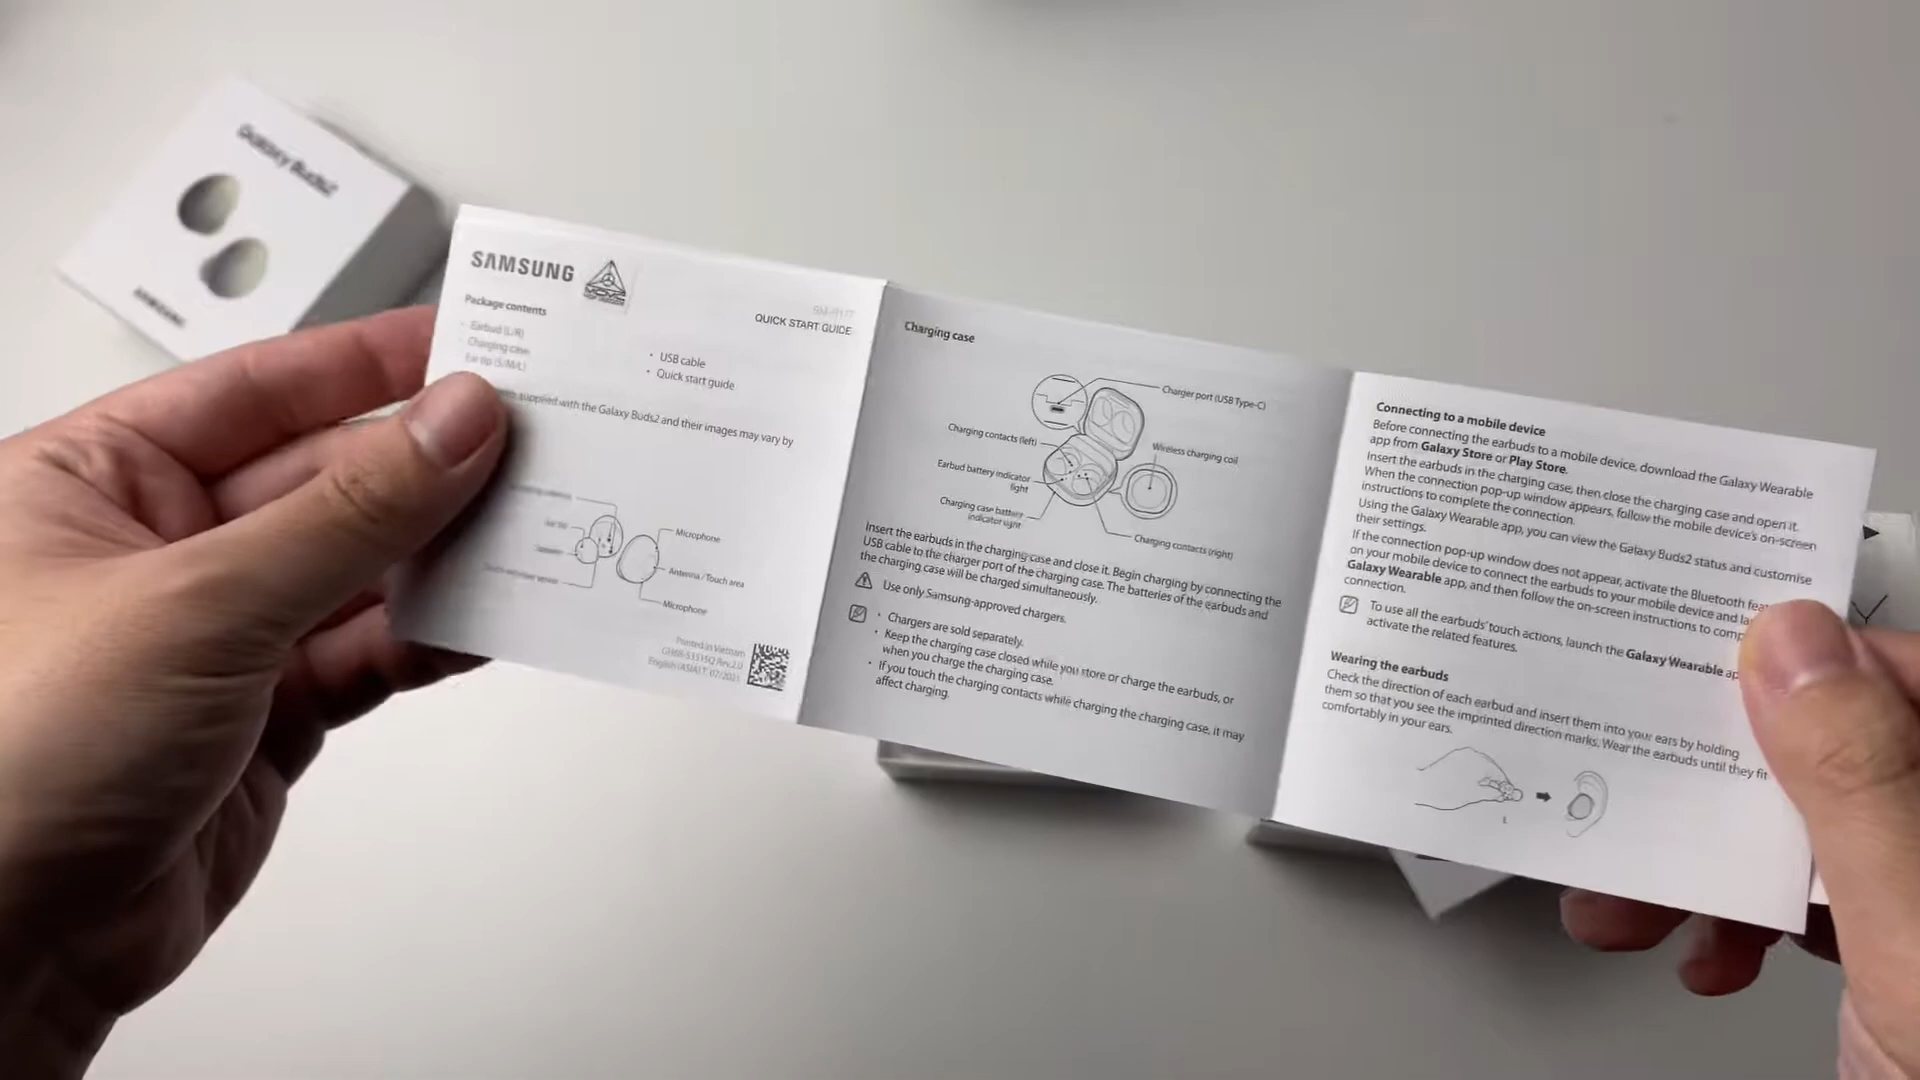 Galaxy Buds2
SAMSUNG
SAMSUNG
QUICK START GUIDE
Package contents
Earbud (L/R)
Charging case
Ear tip (S/M/L)
• USB cable
• Quick start guide
supplied with the Galaxy Buds2 and their images may vary by
Microphone
Antenna / Touch area
Microphone
Printed in Vietnam
English (ASIA). 07/2021
Charging case
Charger port (USB Type-C)
Charging contacts (left)
Wireless charging coil
Earbud battery indicator
light
Charging case battery
indicator light
Charging contacts (right)
Insert the earbuds in the charging case and close it. Begin charging by connecting the
USB cable to the charger port of the charging case. The batteries of the earbuds and
the charging case will be charged simultaneously.
Use only Samsung-approved chargers.
• Chargers are sold separately.
• Keep the charging case closed while you store or charge the earbuds, or
when you charge the charging case.
• If you touch the charging contacts while charging the charging case, it may
affect charging.
Connecting to a mobile device
Before connecting the earbuds to a mobile device, download the Galaxy Wearable
app from Galaxy Store or Play Store.
Insert the earbuds in the charging case, then close the charging case and open it.
When the connection pop-up window appears, follow the mobile device's on-screen
instructions to complete the connection.
Using the Galaxy Wearable app, you can view the Galaxy Buds2 status and customise
their settings.
If the connection pop-up window does not appear, activate the Bluetooth fea
on your mobile device to connect the earbuds to your mobile device and la
Galaxy Wearable app, and then follow the on-screen instructions to comp
connection.
To use all the earbuds' touch actions, launch the Galaxy Wearable ap
activate the related features.
Wearing the earbuds
Check the direction of each earbud and insert them into your ears by holding
them so that you see the imprinted direction marks. Wear the earbuds until they fit
comfortably in your ears.